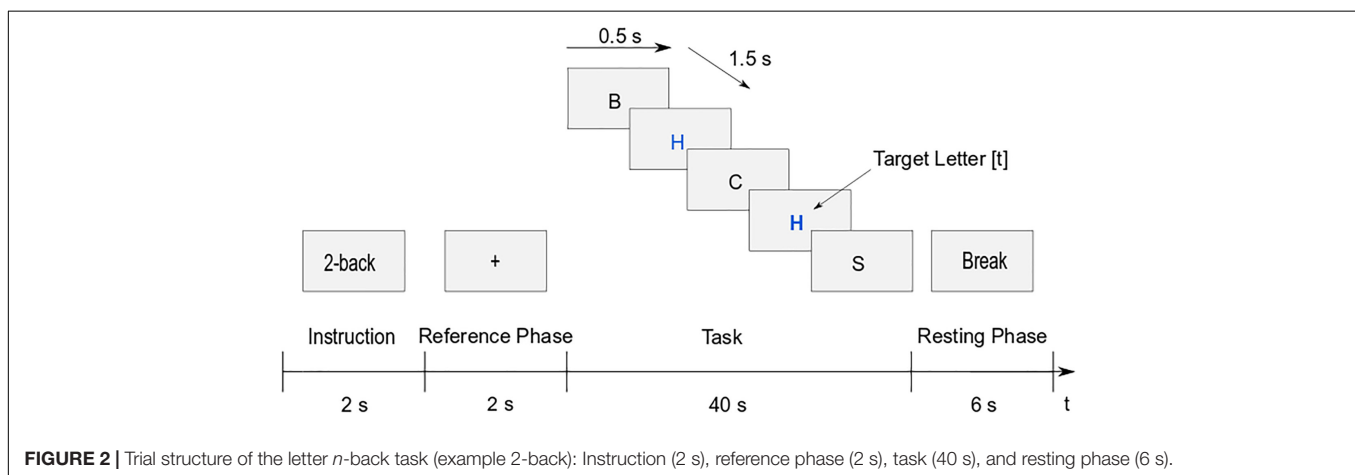 0.5 s
1.5 s
B
H
C
Target Letter [t]
H
2-back
+
S
Break
Instruction
Reference Phase
Task
Resting Phase
2 s
2 s
40 s
6 s
t
FIGURE 2 | Trial structure of the letter n-back task (example 2-back): Instruction (2 s), reference phase (2 s), task (40 s), and resting phase (6 s).